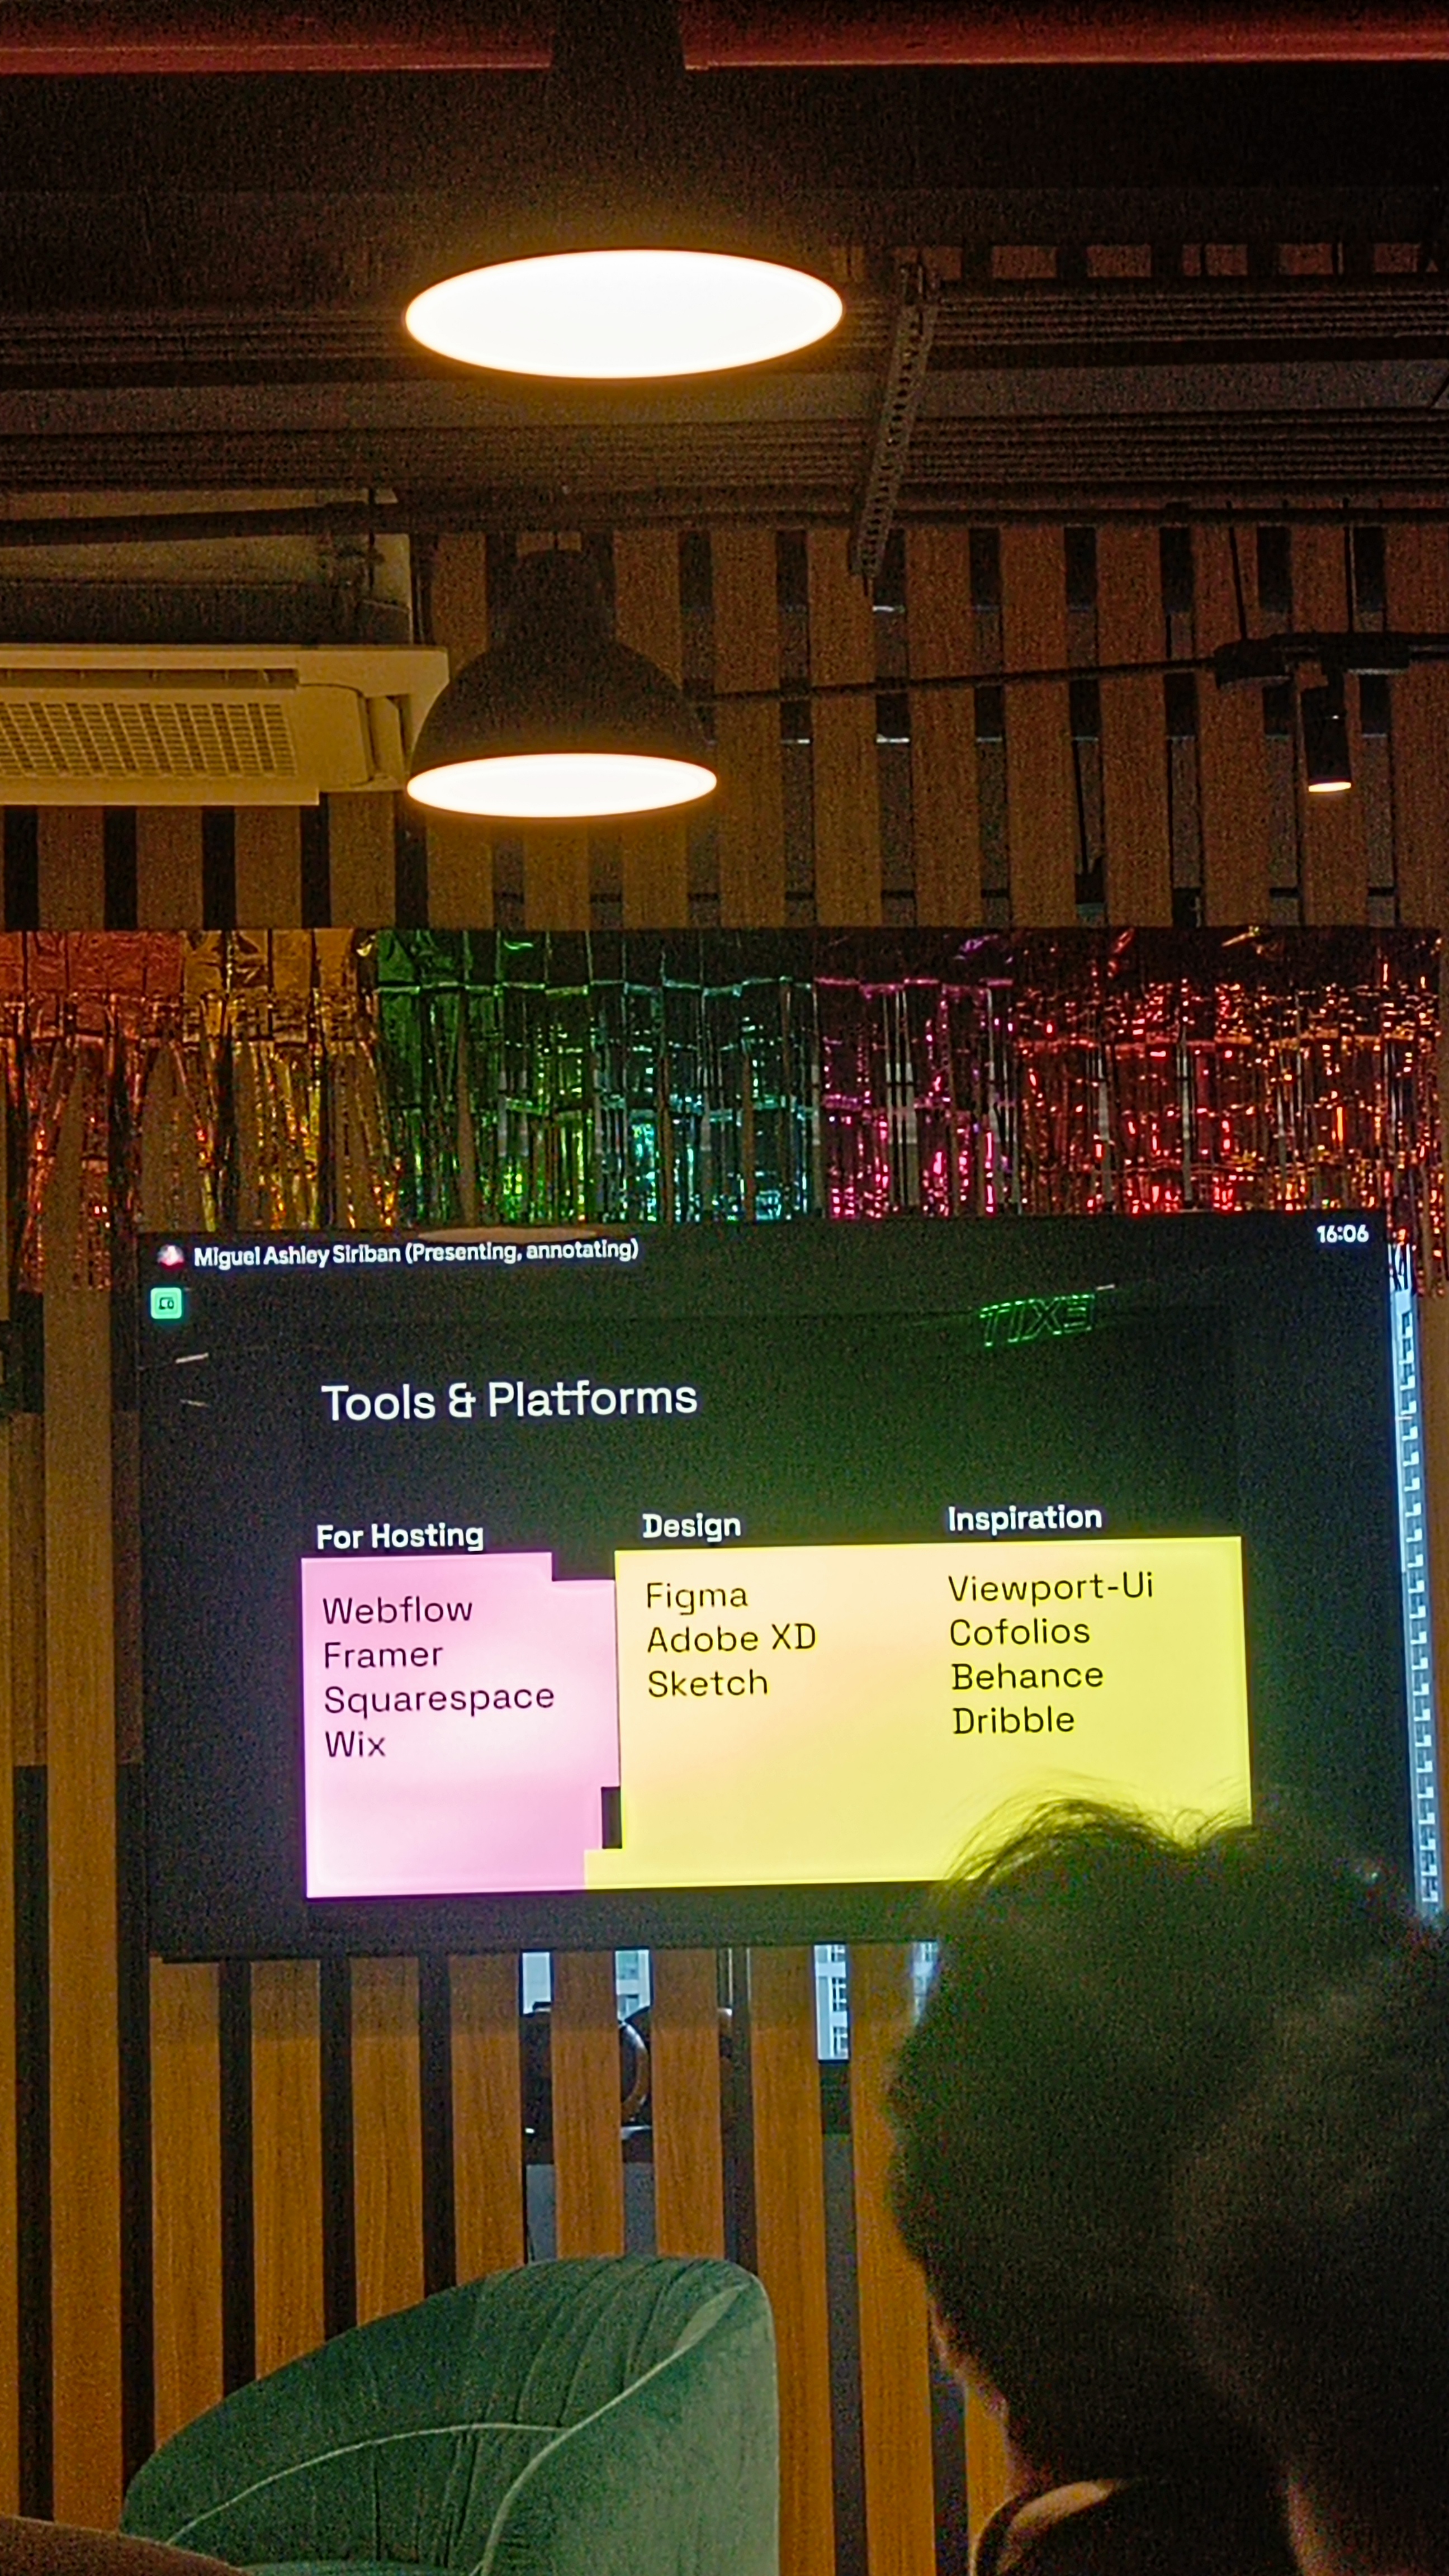 Miguel Ashley Siriban (Presenting, annotating)
16:06
EXIT
Tools & Platforms
For Hosting
Webflow
Framer
Squarespace
Wix
Design
Figma
Adobe XD
Sketch
Inspiration
Viewport-Ui
Cofolios
Behance
Dribble